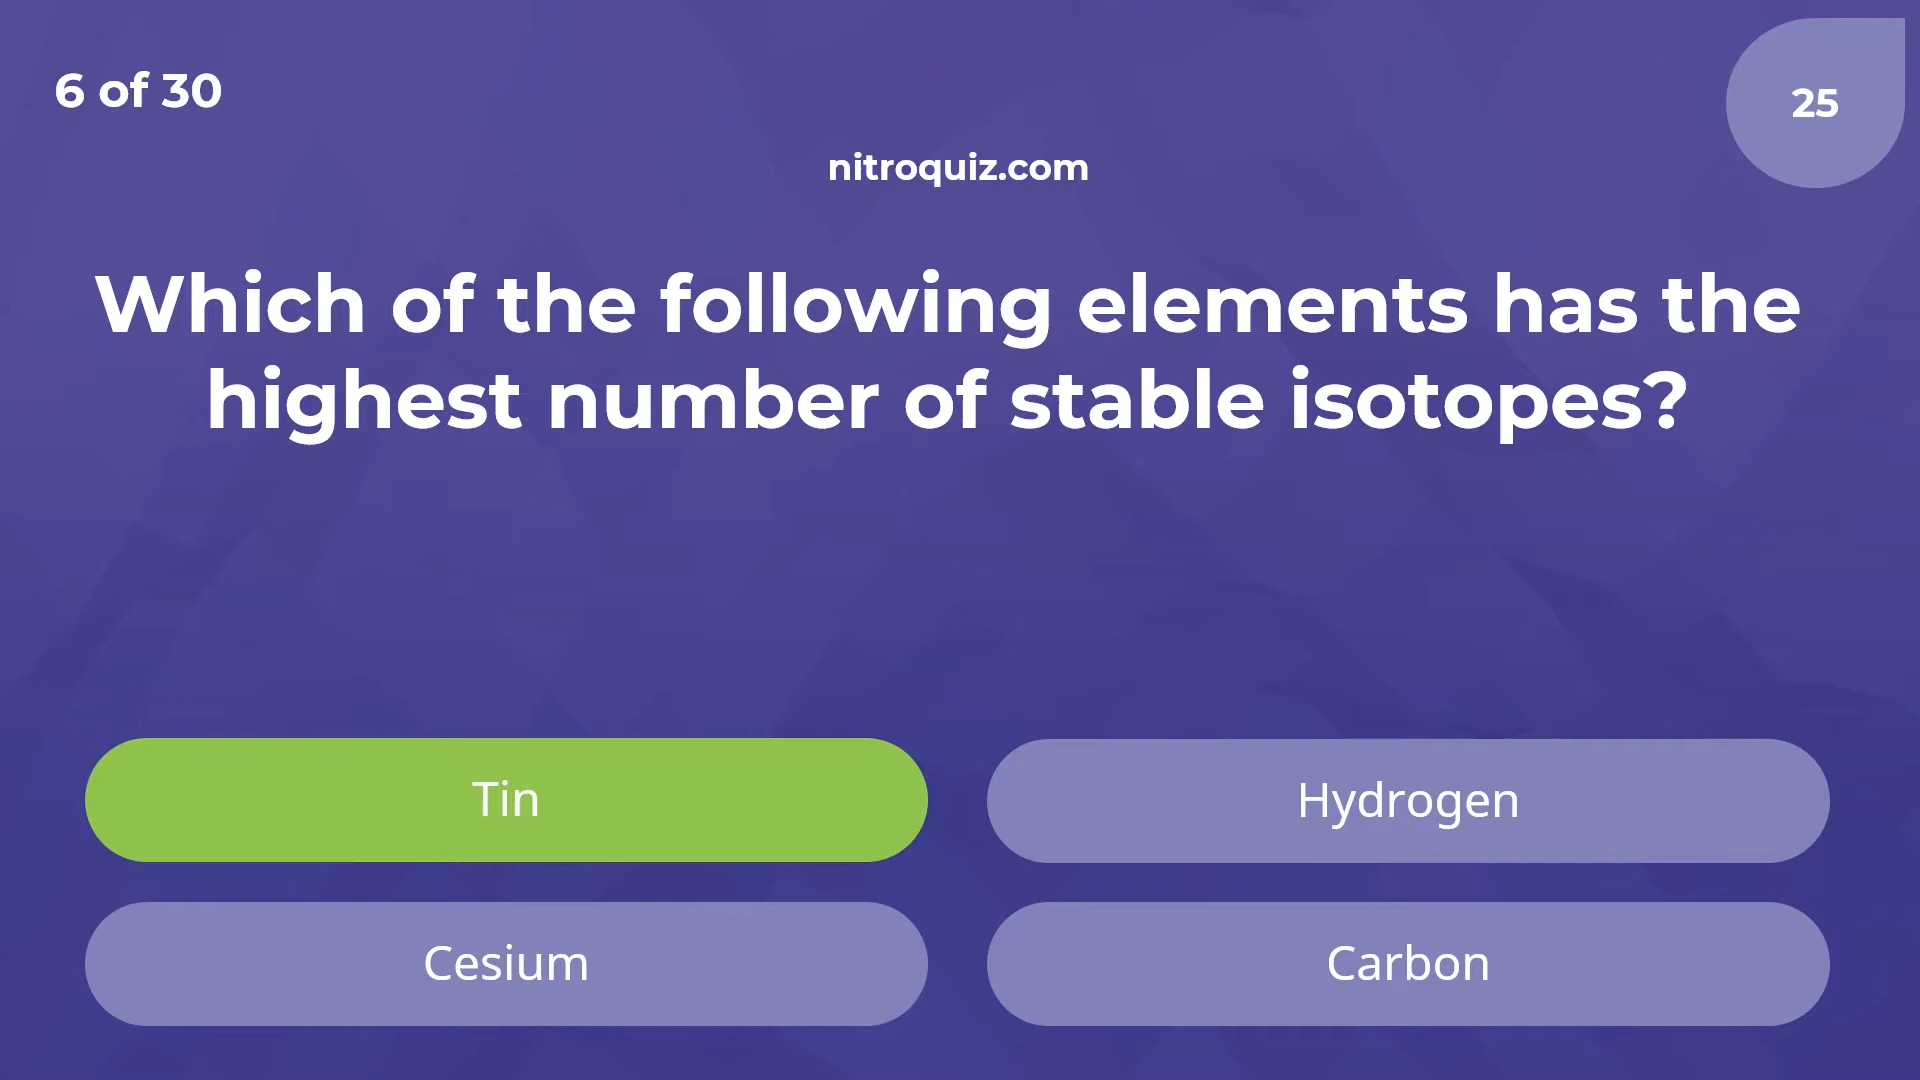 6 of 30
25
nitroquiz.com
Which of the following elements has the
highest number of stable isotopes?
Tin
Hydrogen
Cesium
Carbon